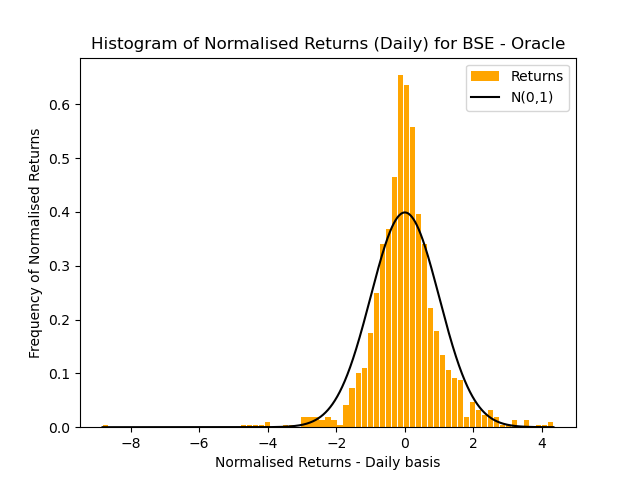 Histogram of Normalised Returns (Daily) for BSE - Oracle
Returns
N(0,1)
Frequency of Normalised Returns
0.6
0.5
0.4
0.3
0.2
0.1
0.0
−8
−6
−4
−2
0
2
4
Normalised Returns - Daily basis